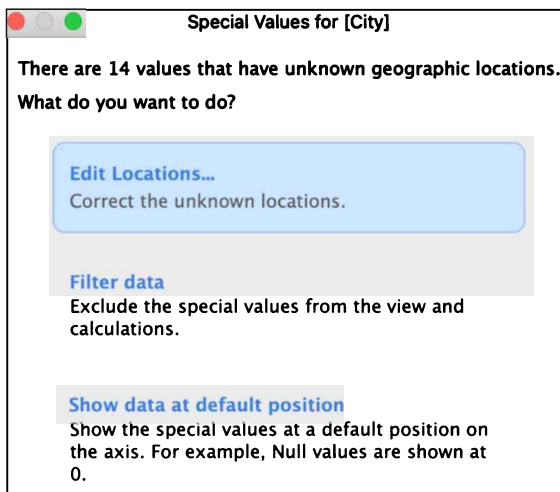 Special Values for [City]
There are 14 values that have unknown geographic locations.
What do you want to do?
Edit Locations...
Correct the unknown locations.
Filter data
Exclude the special values from the view and
calculations.
Show data at default position
Show the special values at a default position on
the axis. For example, Null values are shown at
0.